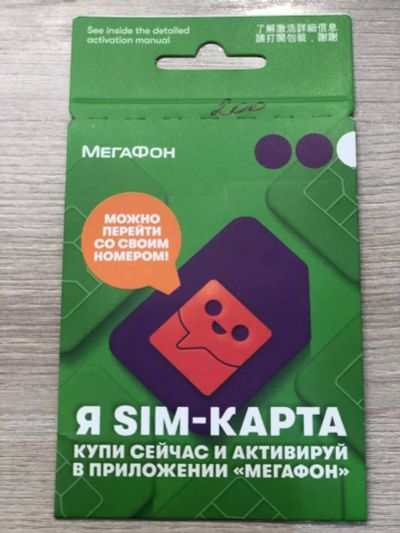 See inside the detailed
activation manual
了解激活詳細信息
請打開包裝，謝謝
200
МЕГАФОН
МОЖНО
ПЕРЕЙТИ
СО СВОИМ
НОМЕРОМ!
Я SIM-КАРТА
КУПИ СЕЙЧАС И АКТИВИРУЙ
В ПРИЛОЖЕНИИ «МЕГАФОН»